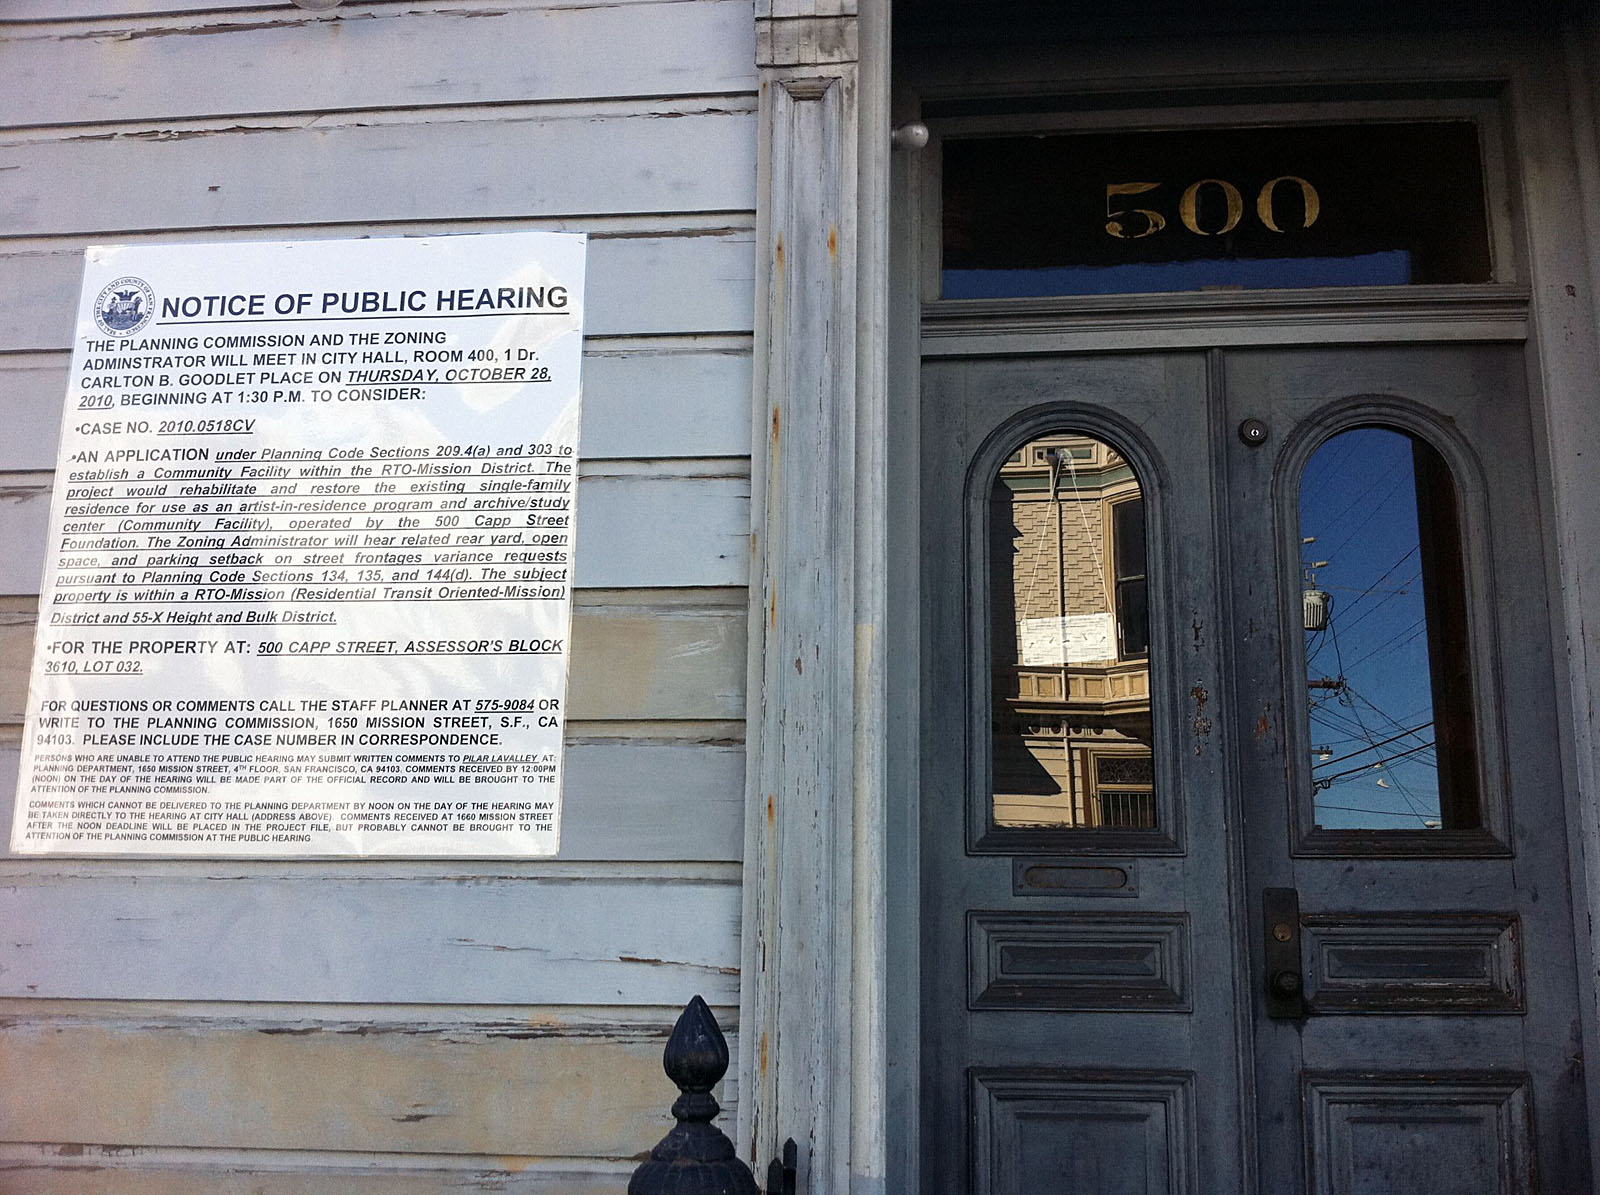 NOTICE OF PUBLIC HEARING
THE PLANNING COMMISSION AND THE ZONING
ADMINSTRATOR WILL MEET IN CITY HALL, ROOM 400, 1 Dr.
CARLTON B. GOODLET PLACE ON THURSDAY, OCTOBER 28,
2010, BEGINNING AT 1:30 P.M. TO CONSIDER:
•CASE NO. 2010.0518CV
•AN APPLICATION under Planning Code Sections 209.4(a) and 303 to
establish a Community Facility within the RTO-Mission District. The
project would rehabilitate and restore the existing single-family
residence for use as an artist-in-residence program and archive/study
center (Community Facility), operated by the 500 Capp Street
Foundation. The Zoning Administrator will hear related rear yard, open
space, and parking setback on street frontages variance requests
pursuant to Planning Code Sections 134, 135, and 144(d). The subject
property is within a RTO-Mission (Residential Transit Oriented-Mission)
District and 55-X Height and Bulk District.
•FOR THE PROPERTY AT: 500 CAPP STREET, ASSESSOR'S BLOCK
3610, LOT 032.
FOR QUESTIONS OR COMMENTS CALL THE STAFF PLANNER AT 575-9084 OR
WRITE TO THE PLANNING COMMISSION, 1650 MISSION STREET, S.F., CA
94103. PLEASE INCLUDE THE CASE NUMBER IN CORRESPONDENCE.
PERSONS WHO ARE UNABLE TO ATTEND THE PUBLIC HEARING MAY SUBMIT WRITTEN COMMENTS TO PILAR LAVALLEY, AT:
PLANNING DEPARTMENT, 1650 MISSION STREET, 4TH FLOOR, SAN FRANCISCO, CA 94103. COMMENTS RECEIVED BY 12:00PM
(NOON) ON THE DAY OF THE HEARING WILL BE MADE PART OF THE OFFICIAL RECORD AND WILL BE BROUGHT TO THE
ATTENTION OF THE PLANNING COMMISSION.
COMMENTS WHICH CANNOT BE DELIVERED TO THE PLANNING DEPARTMENT BY NOON ON THE DAY OF THE HEARING MAY
BE TAKEN DIRECTLY TO THE HEARING AT CITY HALL (ADDRESS ABOVE). COMMENTS RECEIVED AT 1660 MISSION STREET
AFTER THE NOON DEADLINE WILL BE PLACED IN THE PROJECT FILE, BUT PROBABLY CANNOT BE BROUGHT TO THE
ATTENTION OF THE PLANNING COMMISSION AT THE PUBLIC HEARING.
500